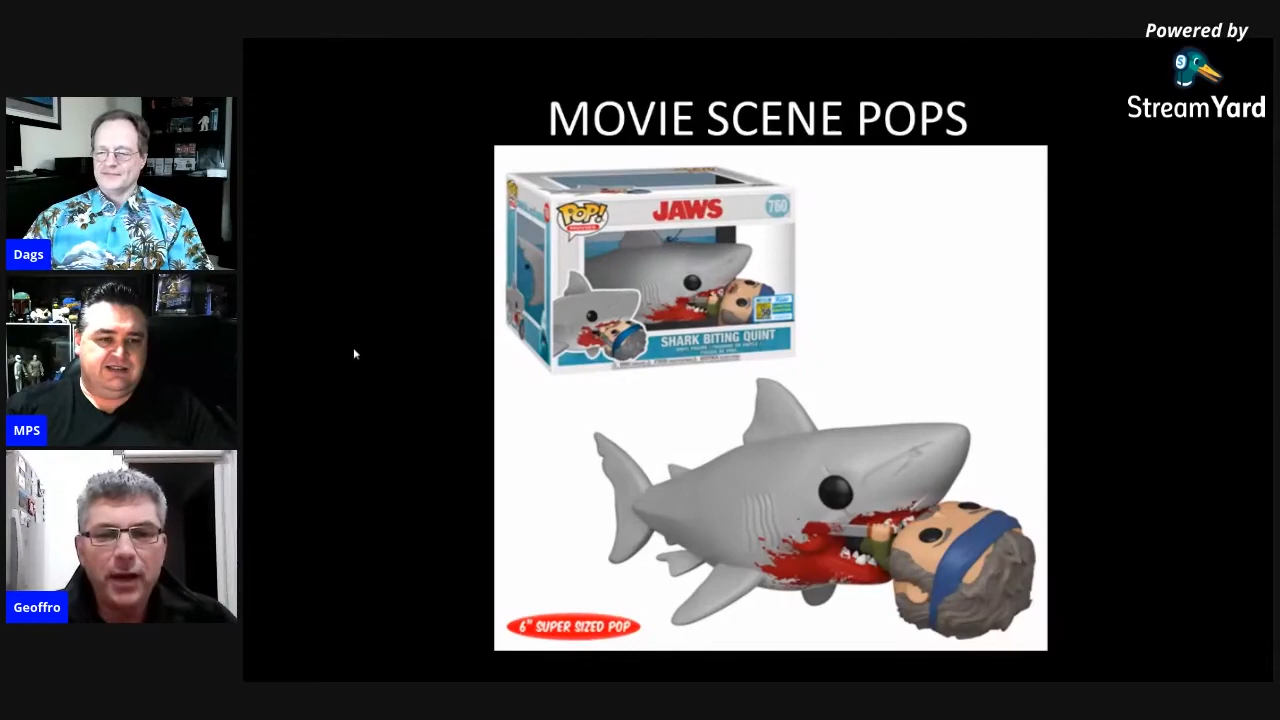 Powered by
StreamYard
MOVIE SCENE POPS
POP!
MOVIES
JAWS
760
SHARK BITING QUINT
6" SUPER SIZED POP
Dags
MPS
Geoffro